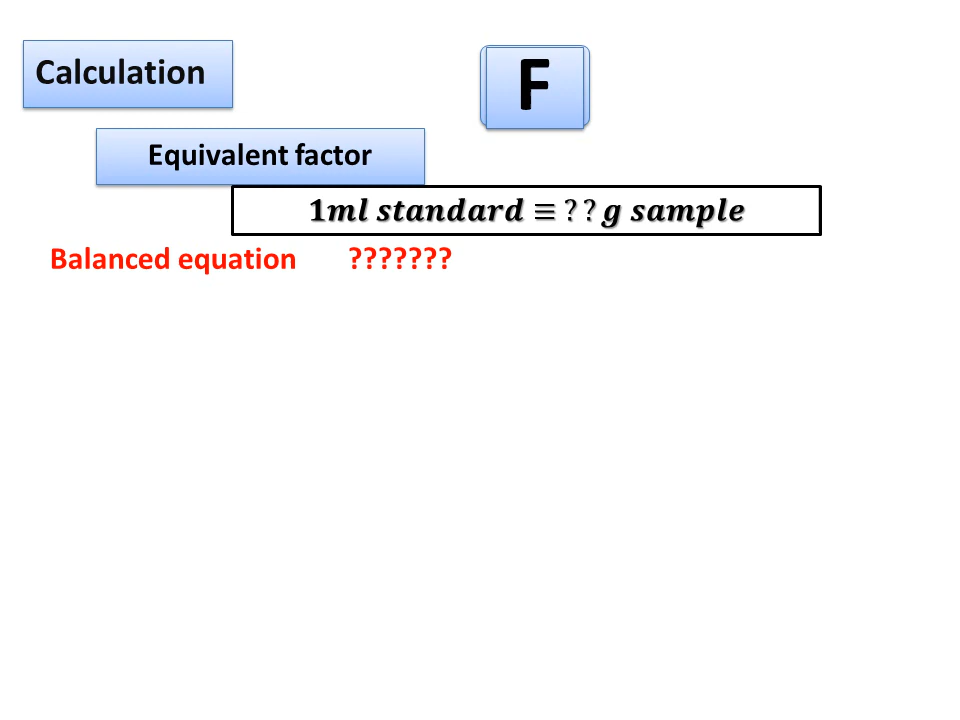 Calculation
F
Equivalent factor
1ml standard ≡ ? ? g sample
Balanced equation ???????